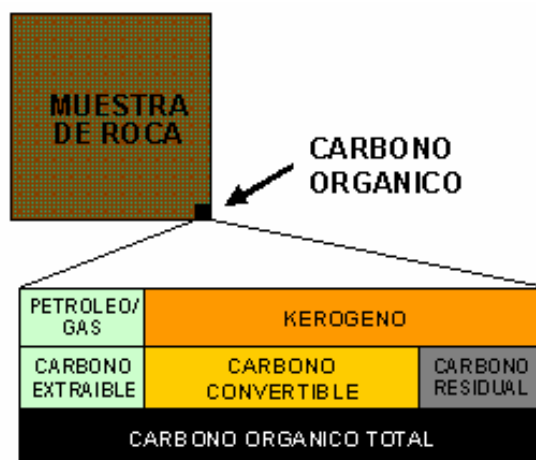 MUESTRA
DE ROCA
CARBONO
ORGANICO
PETROLEO/
GAS
KEROGENO
CARBONO
EXTRAIBLE
CARBONO
CONVERTIBLE
CARBONO
RESIDUAL
CARBONO ORGANICO TOTAL